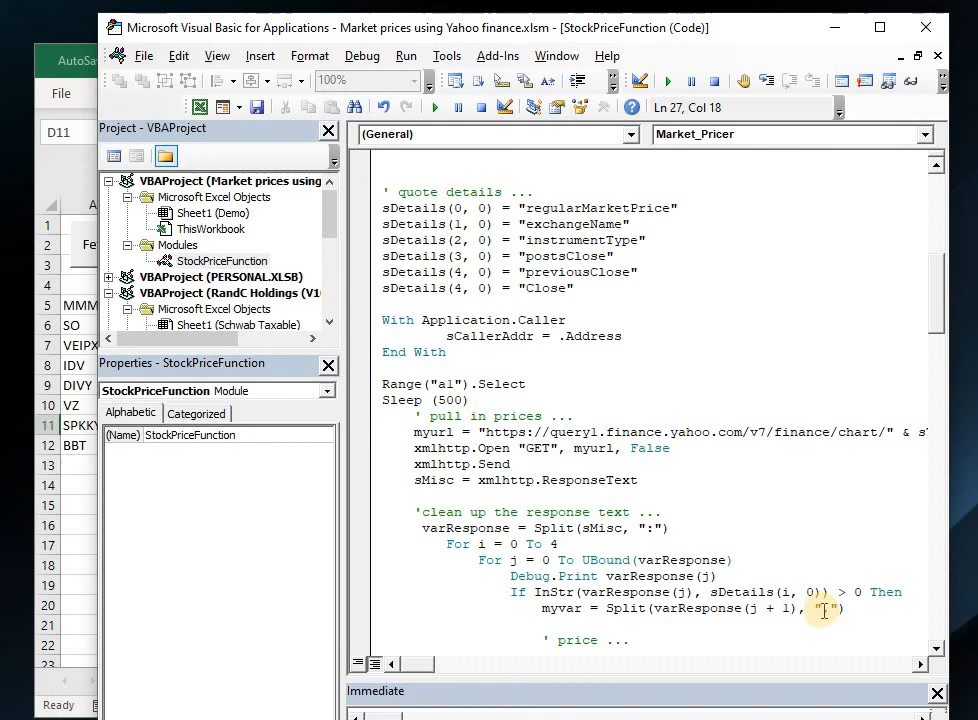 Microsoft Visual Basic for Applications - Market prices using Yahoo finance.xlsm - [StockPriceFunction (Code)]
AutoSa
File Edit View Insert Format Debug Run Tools Add-Ins Window Help
File
100%
Ln 27, Col 18
D11
Project - VBAProject
(General)
Market_Pricer
VBAProject (Market prices using
Microsoft Excel Objects
Sheet1 (Demo)
ThisWorkbook
Modules
StockPriceFunction
VBAProject (PERSONAL.XLSB)
VBAProject (RandC Holdings (V1
Microsoft Excel Objects
Sheet1 (Schwab Taxable)
A
1
2 Fe
3
4
5 MMM
6 SO
7 VEIPX
8 IDV
9 DIVY
10 VZ
11 SPKKY
12 BBT
13
14
15
16
17
18
19
20
21
22
23
Ready
Properties - StockPriceFunction
StockPriceFunction Module
Alphabetic Categorized
(Name) StockPriceFunction
' quote details ...
sDetails(0, 0) = "regularMarketPrice"
sDetails(1, 0) = "exchangeName"
sDetails(2, 0) = "instrumentType"
sDetails(3, 0) = "postsClose"
sDetails(4, 0) = "previousClose"
sDetails(4, 0) = "Close"
With Application.Caller
sCallerAddr = .Address
End With
Range("a1").Select
Sleep (500)
' pull in prices ...
myurl = "https://query1.finance.yahoo.com/v7/finance/chart/" & s
xmlhttp.Open "GET", myurl, False
xmlhttp.Send
sMisc = xmlhttp.ResponseText
'clean up the response text ...
varResponse = Split(sMisc, ":")
For i = 0 To 4
For j = 0 To UBound(varResponse)
Debug.Print varResponse(j)
If InStr(varResponse(j), sDetails(i, 0)) > 0 Then
myvar = Split(varResponse(j + 1), " ")
' price ...
Immediate